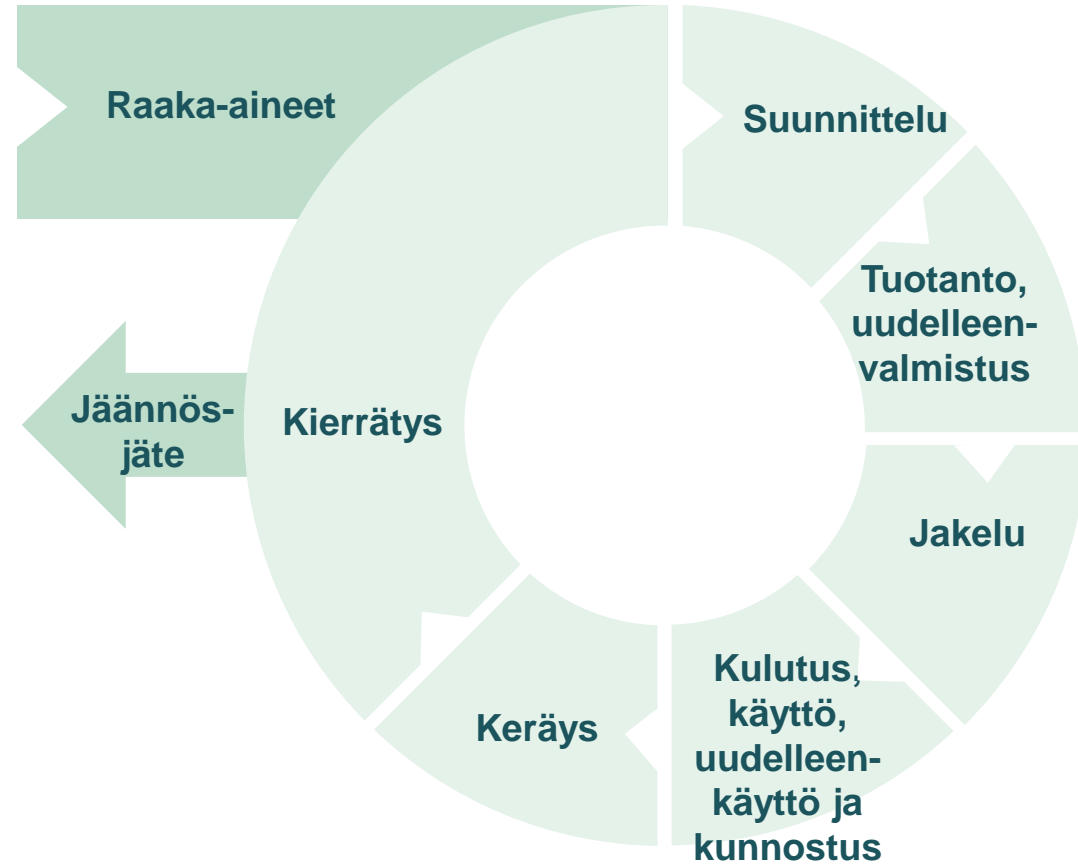 Raaka-aineet
Suunnittelu
Tuotanto,
uudelleen-
valmistus
Jakelu
Kulutus,
käyttö,
uudelleen-
käyttö ja
kunnostus
Keräys
Kierrätys
Jäännös-
jäte